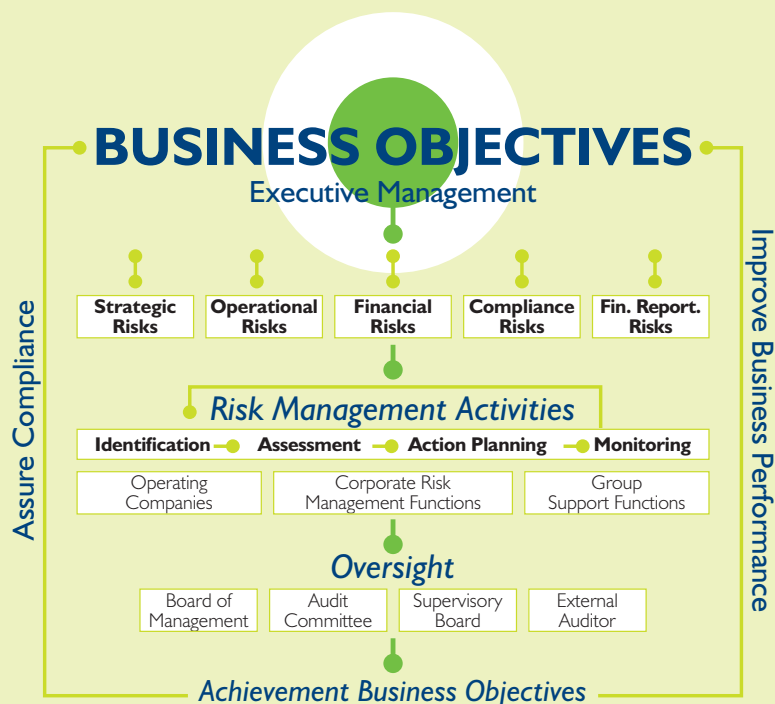 BUSINESS OBJECTIVES
Executive Management
Strategic
Risks
Operational
Risks
Financial
Risks
Compliance
Risks
Fin. Report.
Risks
Risk Management Activities
Identification
Assessment
Action Planning
Monitoring
Operating
Companies
Corporate Risk
Management Functions
Group
Support Functions
Oversight
Board of
Management
Audit
Committee
Supervisory
Board
External
Auditor
Achievement Business Objectives
Assure Compliance
Improve Business Performance